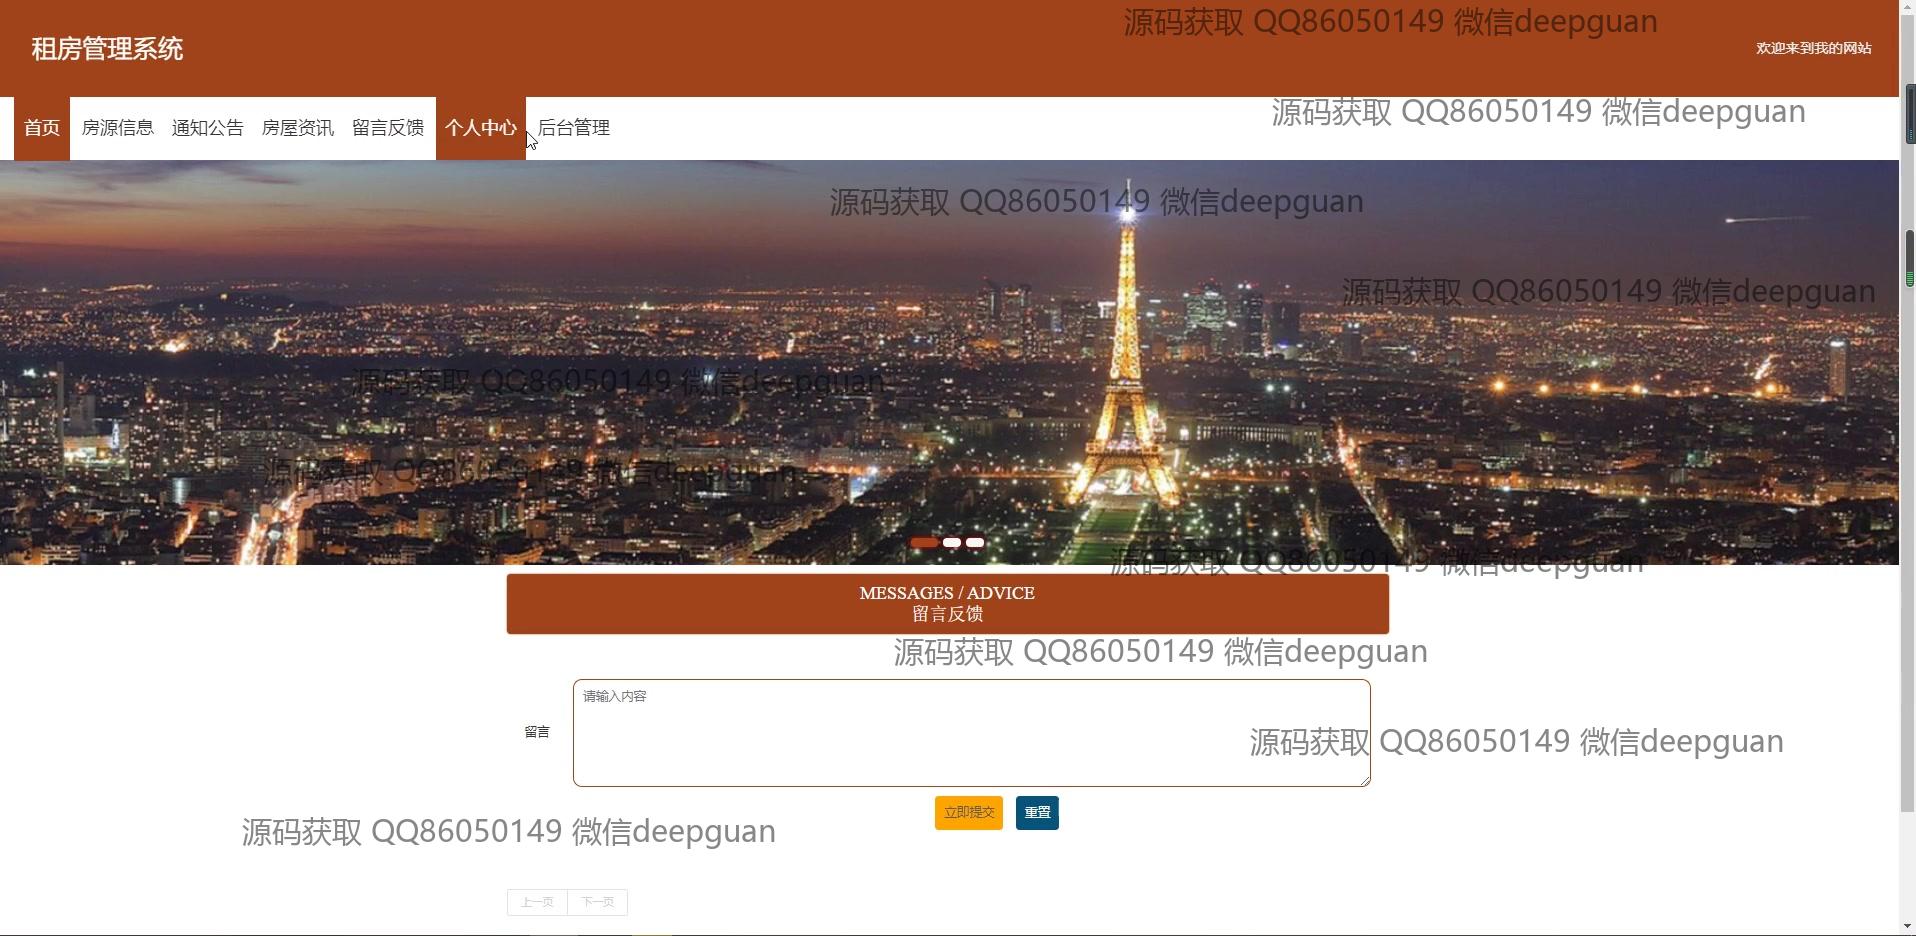 源码获取 QQ86050149 微信deepguan
租房管理系统
欢迎来到我的网站
源码获取 QQ86050149 微信deepguan
首页 房源信息 通知公告 房屋资讯 留言反馈 个人中心 后台管理
源码获取 QQ86050149 微信deepguan
源码获取 QQ86050149 微信deepguan
源码获取 QQ86050149 微信deepguan
源码获取 QQ86050149 微信deepguan
源码获取 QQ86050149 微信deepguan
MESSAGES / ADVICE
留言反馈
源码获取 QQ86050149 微信deepguan
请输入内容
留言
源码获取 QQ86050149 微信deepguan
立即提交 重置
源码获取 QQ86050149 微信deepguan
上一页 下一页